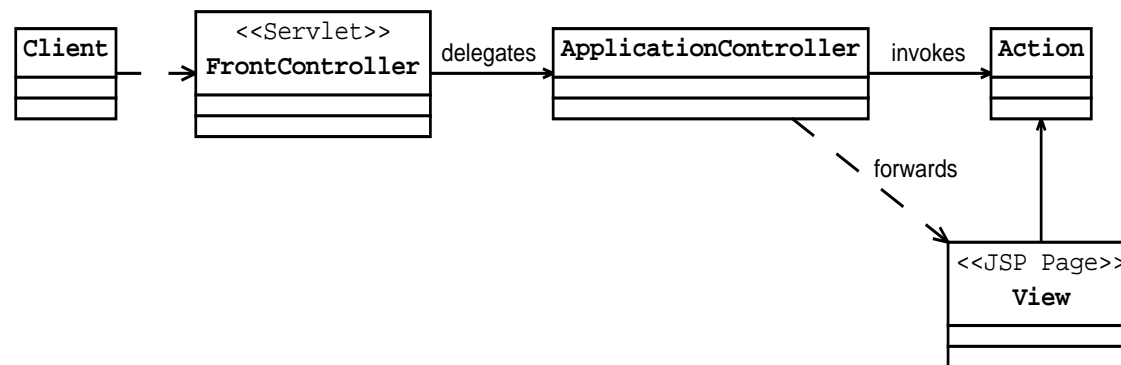 Client
<<Servlet>>
FrontController
delegates
ApplicationController
invokes
Action
forwards
<<JSP Page>>
View